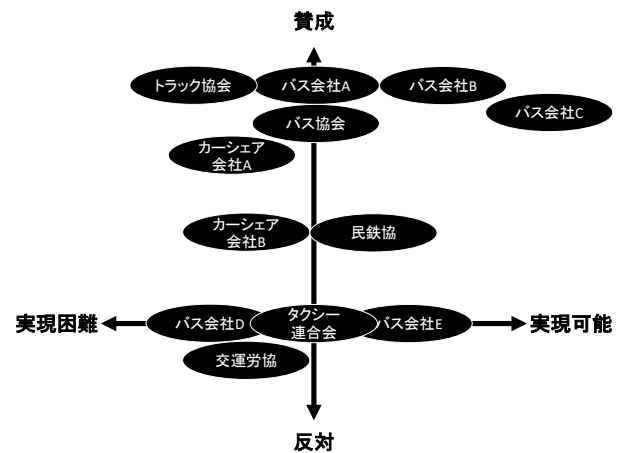 賛成
トラック協会
バス会社A
バス会社B
バス会社C
バス協会
カーシェア
会社A
カーシェア
会社B
民鉄協
実現困難
バス会社D
タクシー
連合会
バス会社E
実現可能
交運労協
反対